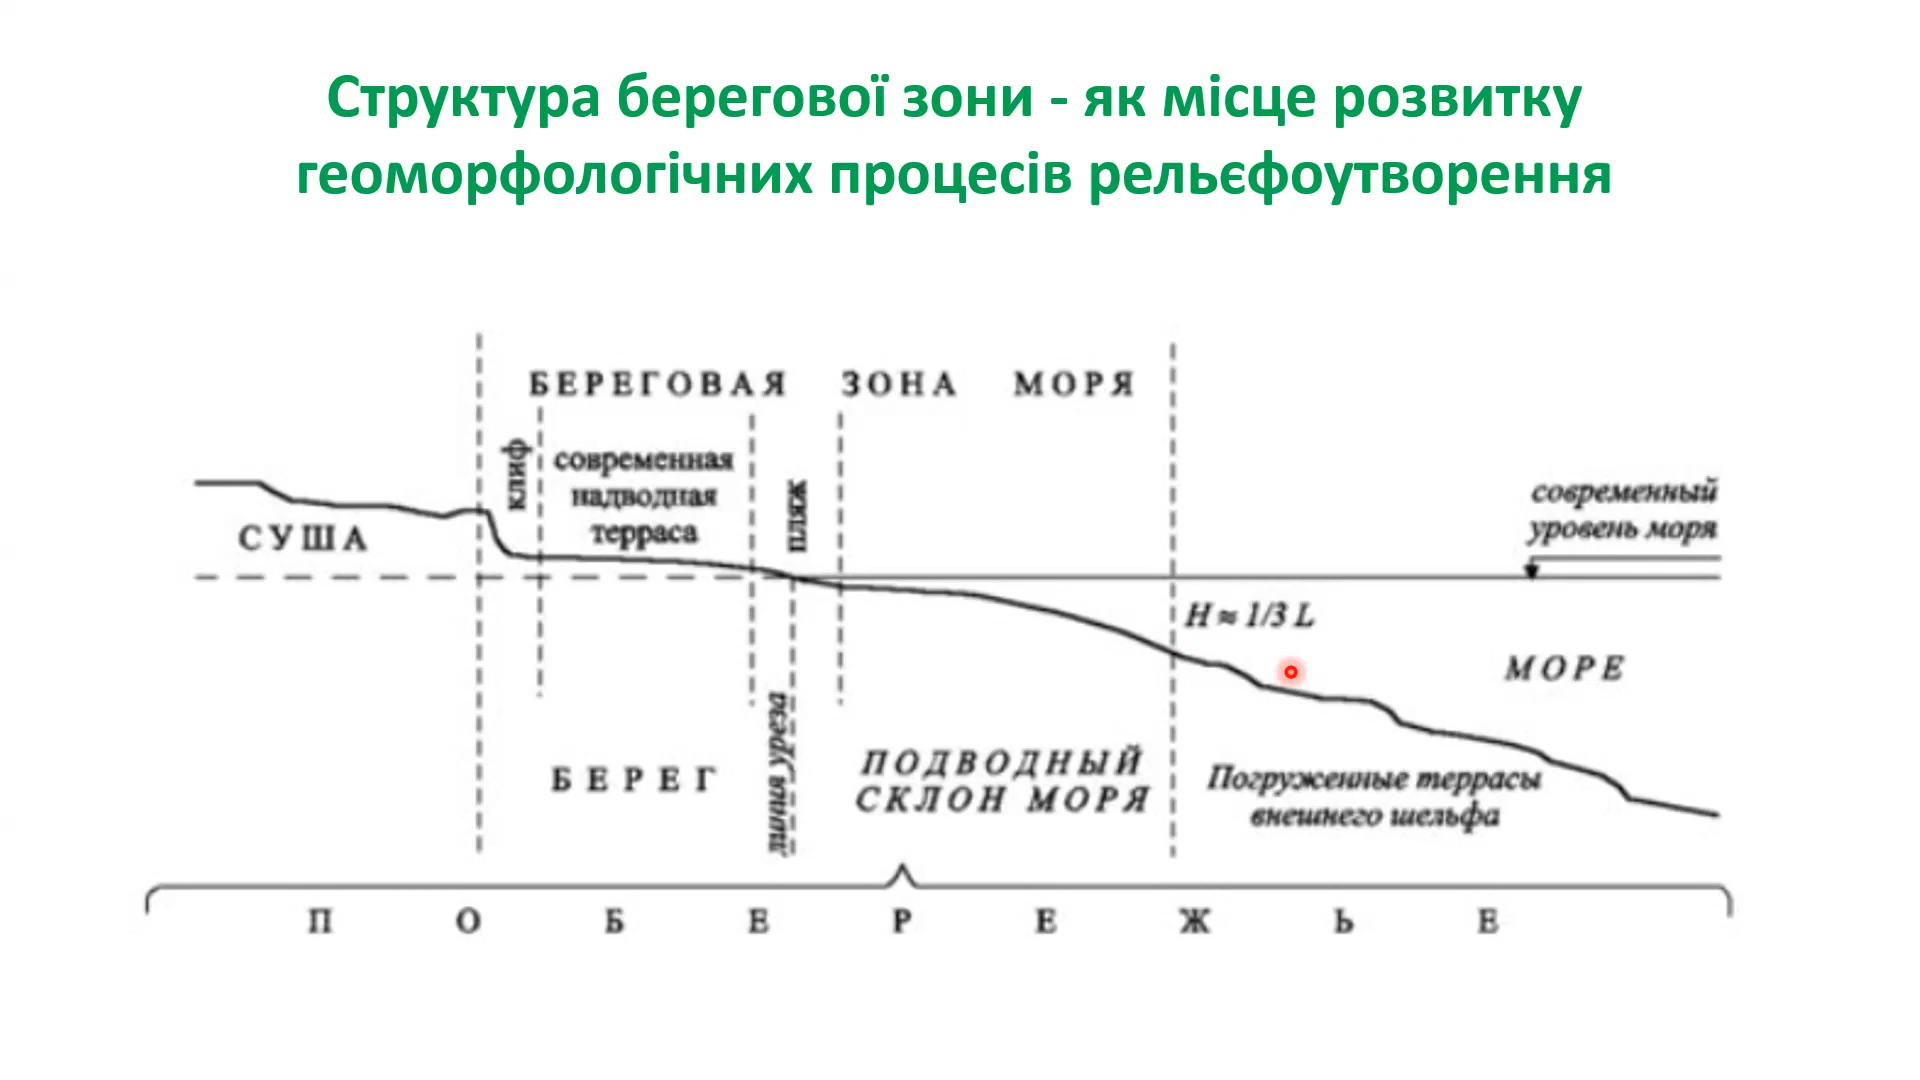 Структура берегової зони - як місце розвитку
геоморфологічних процесів рельєфоутворення
БЕРЕГОВАЯ ЗОНА МОРЯ
клиф
современная
надводная
терраса
пляж
современный
уровень моря
СУША
H ≈ 1/3 L
МОРЕ
линия уреза
БЕРЕГ
ПОДВОДНЫЙ
СКЛОН МОРЯ
Погруженные террасы
внешнего шельфа
ПОБЕРЕЖЬЕ